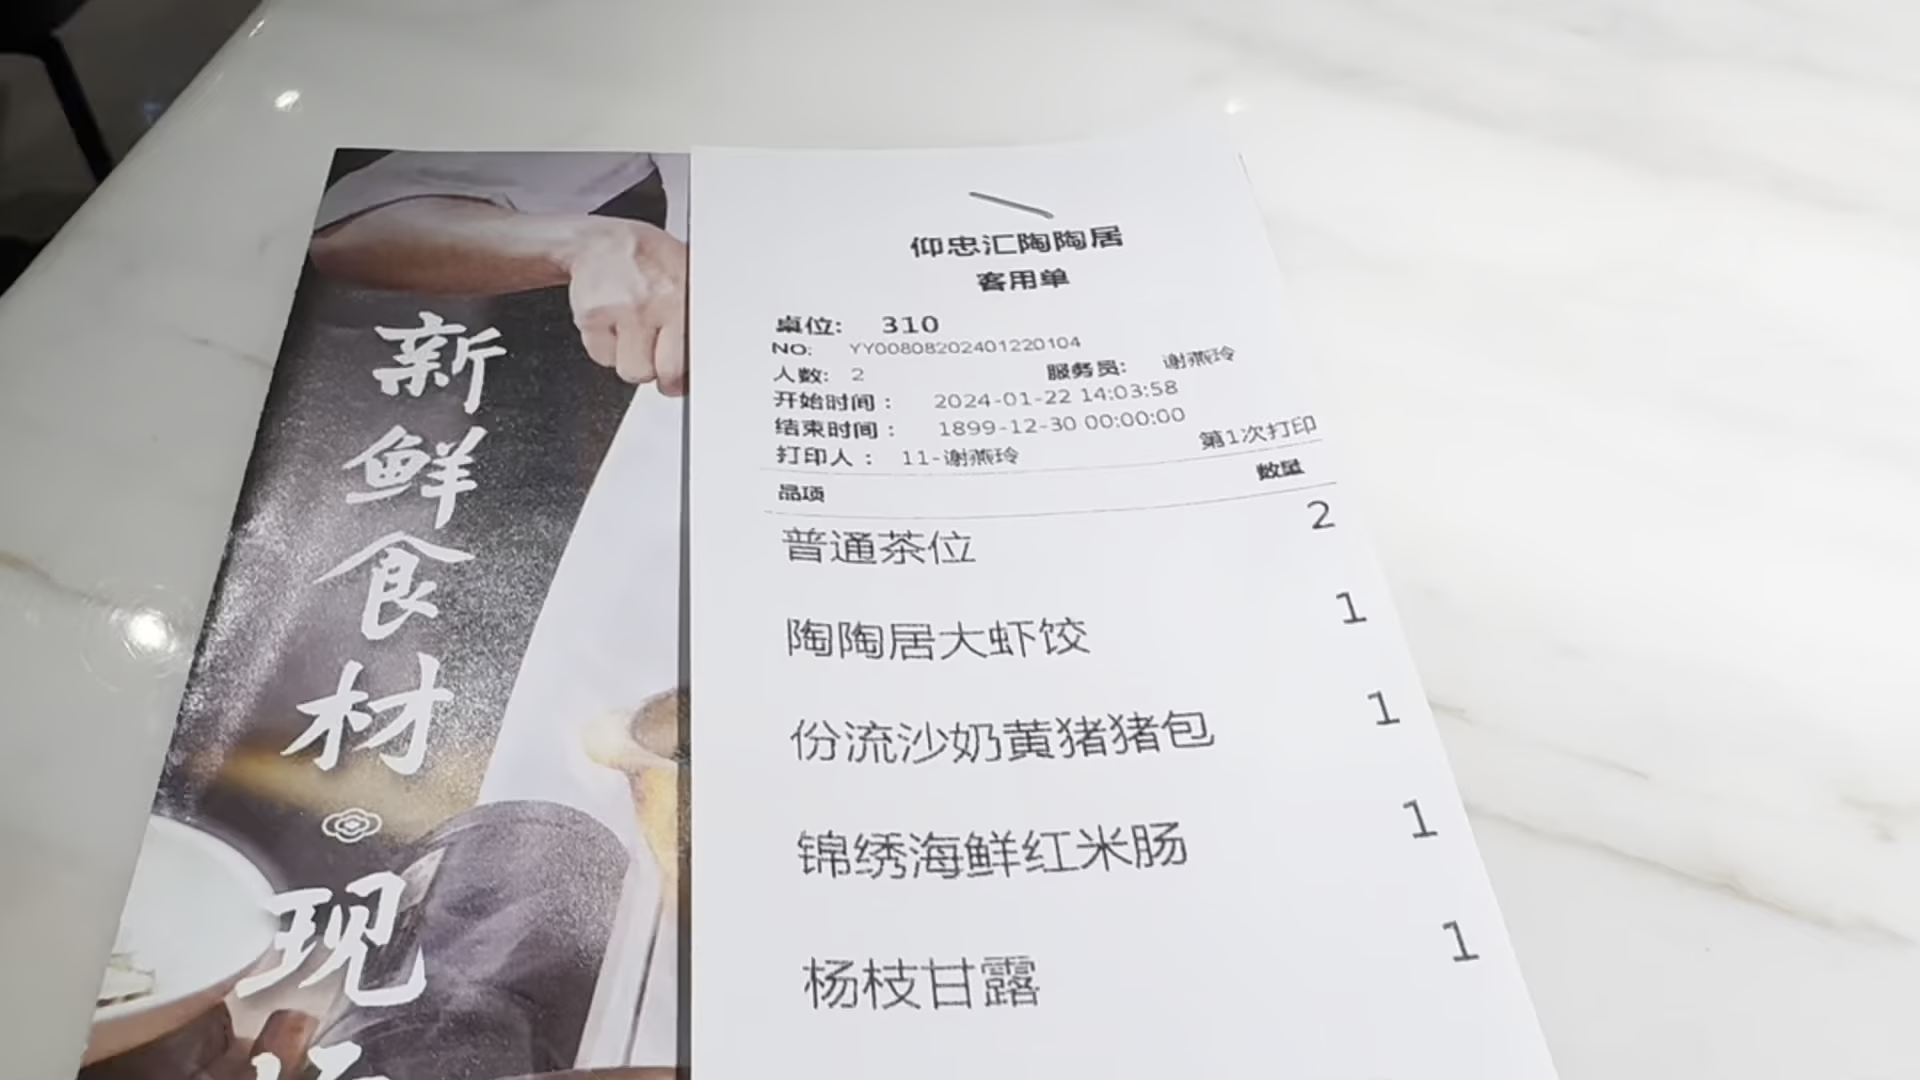 新鲜食材
现
仰忠汇陶陶居
客用单
桌位: 310
NO: YY00808202401220104
人数: 2 服务员: 谢燕玲
开始时间： 2024-01-22 14:03:58
结束时间： 1899-12-30 00:00:00
打印人： 11-谢燕玲 第1次打印
品项 数量
普通茶位 2
陶陶居大虾饺 1
份流沙奶黄猪猪包 1
锦绣海鲜红米肠 1
杨枝甘露 1